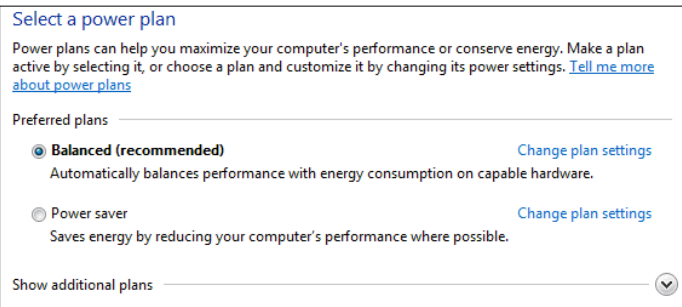 Select a power plan
Power plans can help you maximize your computer's performance or conserve energy. Make a plan
active by selecting it, or choose a plan and customize it by changing its power settings. Tell me more
about power plans
Preferred plans
Balanced (recommended) Change plan settings
Automatically balances performance with energy consumption on capable hardware.
Power saver Change plan settings
Saves energy by reducing your computer's performance where possible.
Show additional plans